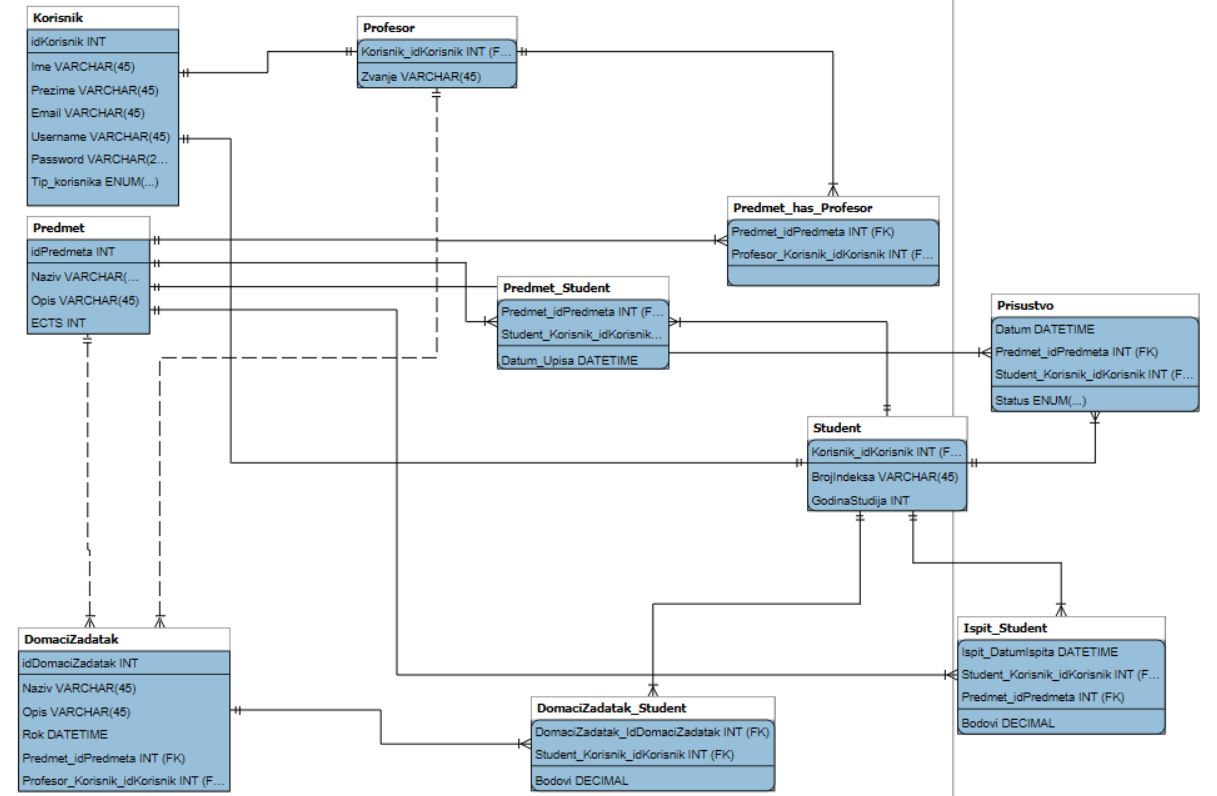 Korisnik
idKorisnik INT
Ime VARCHAR(45)
Prezime VARCHAR(45)
Email VARCHAR(45)
Username VARCHAR(45)
Password VARCHAR(2...
Tip_korisnika ENUM(...)
Profesor
Korisnik_idKorisnik INT (F...
Zvanje VARCHAR(45)
Predmet
idPredmeta INT
Naziv VARCHAR(...
Opis VARCHAR(45)
ECTS INT
Predmet_has_Profesor
Predmet_idPredmeta INT (FK)
Profesor_Korisnik_idKorisnik INT (F...
Predmet_Student
Predmet_idPredmeta INT (F...
Student_Korisnik_idKorisnik...
Datum_Upisa DATETIME
Prisustvo
Datum DATETIME
Predmet_idPredmeta INT (FK)
Student_Korisnik_idKorisnik INT (F...
Status ENUM(...)
Student
Korisnik_idKorisnik INT (F...
BrojIndeksa VARCHAR(45)
GodinaStudija INT
DomaciZadatak
idDomaciZadatak INT
Naziv VARCHAR(45)
Opis VARCHAR(45)
Rok DATETIME
Predmet_idPredmeta INT (FK)
Profesor_Korisnik_idKorisnik INT (F...
DomaciZadatak_Student
DomaciZadatak_IdDomaciZadatak INT (FK)
Student_Korisnik_idKorisnik INT (FK)
Bodovi DECIMAL
Ispit_Student
Ispit_DatumIspita DATETIME
Student_Korisnik_idKorisnik INT (F...
Predmet_idPredmeta INT (FK)
Bodovi DECIMAL